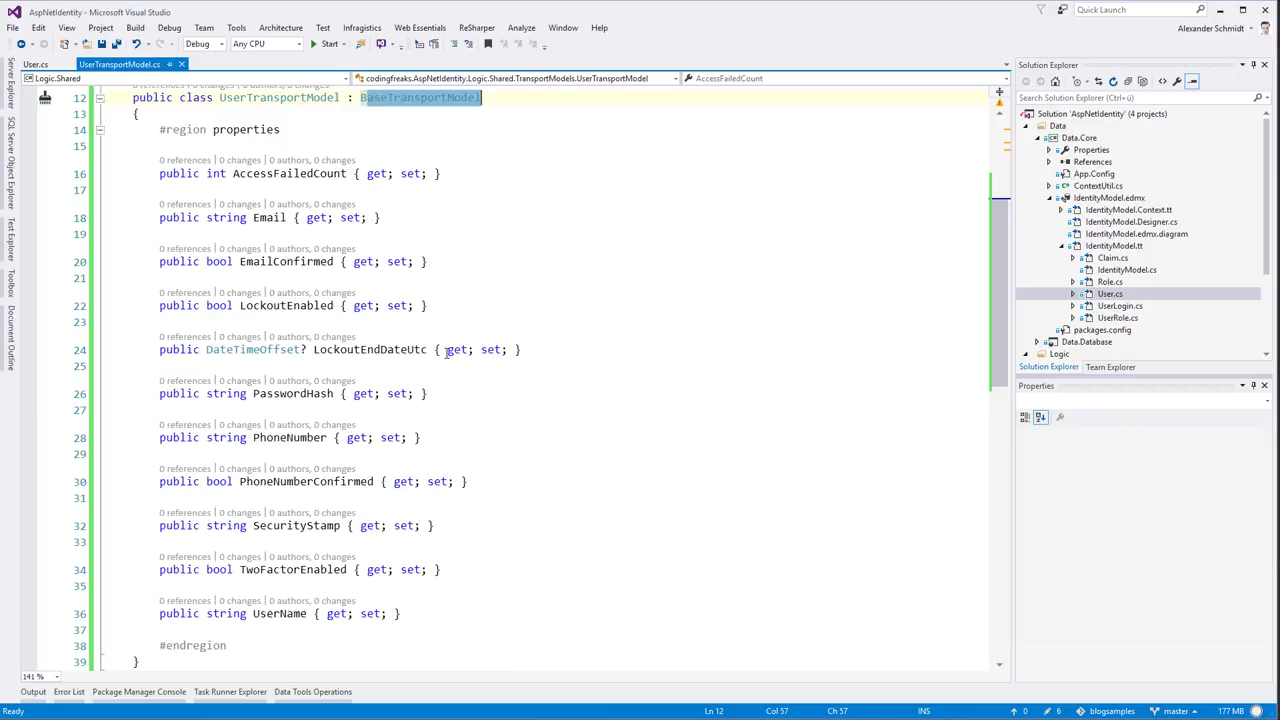 AspNetIdentity - Microsoft Visual Studio
Quick Launch (Ctrl+Q)
File Edit View Project Build Debug Team Tools Architecture Test Infragistics Web Essentials ReSharper Analyze Window Help
Alexander Schmidt
Debug Any CPU Start
User.cs UserTransportModel.cs
Solution Explorer
Logic.Shared codingfreaks.AspNetIdentity.Logic.Shared.TransportModels.UserTransportModel AccessFailedCount
12 public class UserTransportModel : BaseTransportModel
13 {
14 #region properties
15
0 references | 0 changes | 0 authors, 0 changes
16 public int AccessFailedCount { get; set; }
17
0 references | 0 changes | 0 authors, 0 changes
18 public string Email { get; set; }
19
0 references | 0 changes | 0 authors, 0 changes
20 public bool EmailConfirmed { get; set; }
21
0 references | 0 changes | 0 authors, 0 changes
22 public bool LockoutEnabled { get; set; }
23
0 references | 0 changes | 0 authors, 0 changes
24 public DateTimeOffset? LockoutEndDateUtc { get; set; }
25
0 references | 0 changes | 0 authors, 0 changes
26 public string PasswordHash { get; set; }
27
0 references | 0 changes | 0 authors, 0 changes
28 public string PhoneNumber { get; set; }
29
0 references | 0 changes | 0 authors, 0 changes
30 public bool PhoneNumberConfirmed { get; set; }
31
0 references | 0 changes | 0 authors, 0 changes
32 public string SecurityStamp { get; set; }
33
0 references | 0 changes | 0 authors, 0 changes
34 public bool TwoFactorEnabled { get; set; }
35
0 references | 0 changes | 0 authors, 0 changes
36 public string UserName { get; set; }
37
38 #endregion
39 }
141 %
Server Explorer
SQL Server Object Explorer
Test Explorer
Toolbox
Document Outline
Search Solution Explorer (Ctrl+ü)
Solution 'AspNetIdentity' (4 projects)
Data
Data.Core
Properties
References
App.Config
ContextUtil.cs
IdentityModel.edmx
IdentityModel.Context.tt
IdentityModel.Designer.cs
IdentityModel.edmx.diagram
IdentityModel.tt
Claim.cs
IdentityModel.cs
Role.cs
User.cs
UserLogin.cs
UserRole.cs
packages.config
Data.Database
Logic
Solution Explorer Team Explorer
Properties
Output Error List Package Manager Console Task Runner Explorer Data Tools Operations
Ready Ln 12 Col 57 Ch 57 INS 0 6 blogsamples master 177 MB